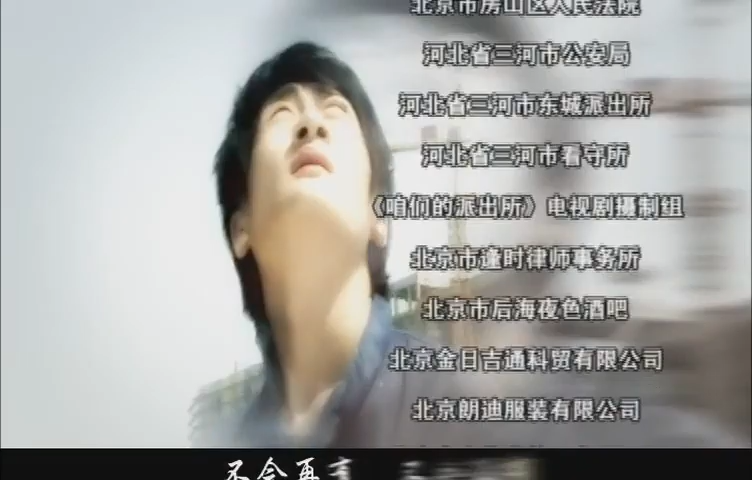 北京市房山区人民法院
河北省三河市公安局
河北省三河市东城派出所
河北省三河市看守所
《咱们的派出所》电视剧摄制组
北京市逢时律师事务所
北京市后海夜色酒吧
北京金日吉通科贸有限公司
北京朗迪服装有限公司
不会再有